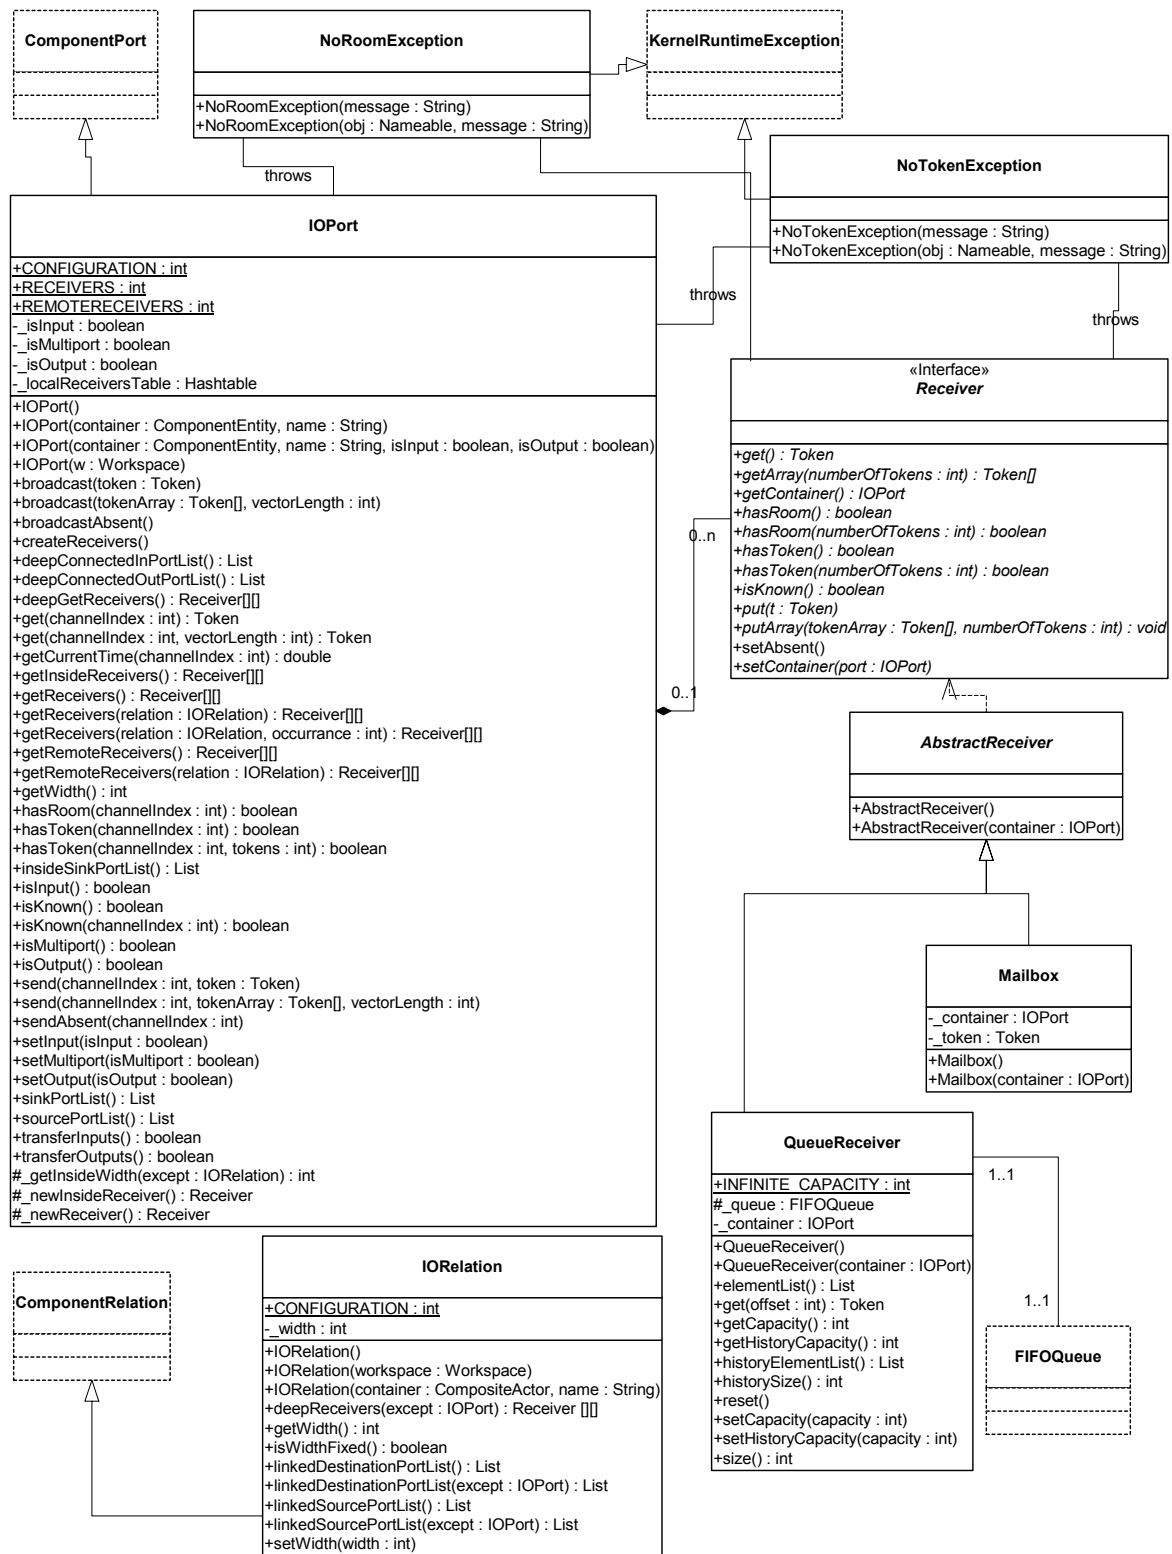 ComponentPort
NoRoomException
+NoRoomException(message : String)
+NoRoomException(obj : Nameable, message : String)
KernelRuntimeException
throws
NoTokenException
+NoTokenException(message : String)
+NoTokenException(obj : Nameable, message : String)
throws
throws
IOPort
+CONFIGURATION : int
+RECEIVERS : int
+REMOTERECEIVERS : int
-_isInput : boolean
-_isMultiport : boolean
-_isOutput : boolean
-_localReceiversTable : Hashtable
+IOPort()
+IOPort(container : ComponentEntity, name : String)
+IOPort(container : ComponentEntity, name : String, isInput : boolean, isOutput : boolean)
+IOPort(w : Workspace)
+broadcast(token : Token)
+broadcast(tokenArray : Token[], vectorLength : int)
+broadcastAbsent()
+createReceivers()
+deepConnectedInPortList() : List
+deepConnectedOutPortList() : List
+deepGetReceivers() : Receiver[][]
+get(channelIndex : int) : Token
+get(channelIndex : int, vectorLength : int) : Token
+getCurrentTime(channelIndex : int) : double
+getInsideReceivers() : Receiver[][]
+getReceivers() : Receiver[][]
+getReceivers(relation : IORelation) : Receiver[][]
+getReceivers(relation : IORelation, occurrance : int) : Receiver[][]
+getRemoteReceivers() : Receiver[][]
+getRemoteReceivers(relation : IORelation) : Receiver[][]
+getWidth() : int
+hasRoom(channelIndex : int) : boolean
+hasToken(channelIndex : int) : boolean
+hasToken(channelIndex : int, tokens : int) : boolean
+insideSinkPortList() : List
+isInput() : boolean
+isKnown() : boolean
+isKnown(channelIndex : int) : boolean
+isMultiport() : boolean
+isOutput() : boolean
+send(channelIndex : int, token : Token)
+send(channelIndex : int, tokenArray : Token[], vectorLength : int)
+sendAbsent(channelIndex : int)
+setInput(isInput : boolean)
+setMultiport(isMultiport : boolean)
+setOutput(isOutput : boolean)
+sinkPortList() : List
+sourcePortList() : List
+transferInputs() : boolean
+transferOutputs() : boolean
#_getInsideWidth(except : IORelation) : int
#_newInsideReceiver() : Receiver
#_newReceiver() : Receiver
0..n
0..1
«Interface»
Receiver
+get() : Token
+getArray(numberOfTokens : int) : Token[]
+getContainer() : IOPort
+hasRoom() : boolean
+hasRoom(numberOfTokens : int) : boolean
+hasToken() : boolean
+hasToken(numberOfTokens : int) : boolean
+isKnown() : boolean
+put(t : Token)
+putArray(tokenArray : Token[], numberOfTokens : int) : void
+setAbsent()
+setContainer(port : IOPort)
AbstractReceiver
+AbstractReceiver()
+AbstractReceiver(container : IOPort)
Mailbox
-_container : IOPort
-_token : Token
+Mailbox()
+Mailbox(container : IOPort)
QueueReceiver
+INFINITE_CAPACITY : int
#_queue : FIFOQueue
-_container : IOPort
+QueueReceiver()
+QueueReceiver(container : IOPort)
+elementList() : List
+get(offset : int) : Token
+getCapacity() : int
+getHistoryCapacity() : int
+historyElementList() : List
+historySize() : int
+reset()
+setCapacity(capacity : int)
+setHistoryCapacity(capacity : int)
+size() : int
1..1
1..1
FIFOQueue
ComponentRelation
IORelation
+CONFIGURATION : int
-_width : int
+IORelation()
+IORelation(workspace : Workspace)
+IORelation(container : CompositeActor, name : String)
+deepReceivers(except : IOPort) : Receiver [][]
+getWidth() : int
+isWidthFixed() : boolean
+linkedDestinationPortList() : List
+linkedDestinationPortList(except : IOPort) : List
+linkedSourcePortList() : List
+linkedSourcePortList(except : IOPort) : List
+setWidth(width : int)